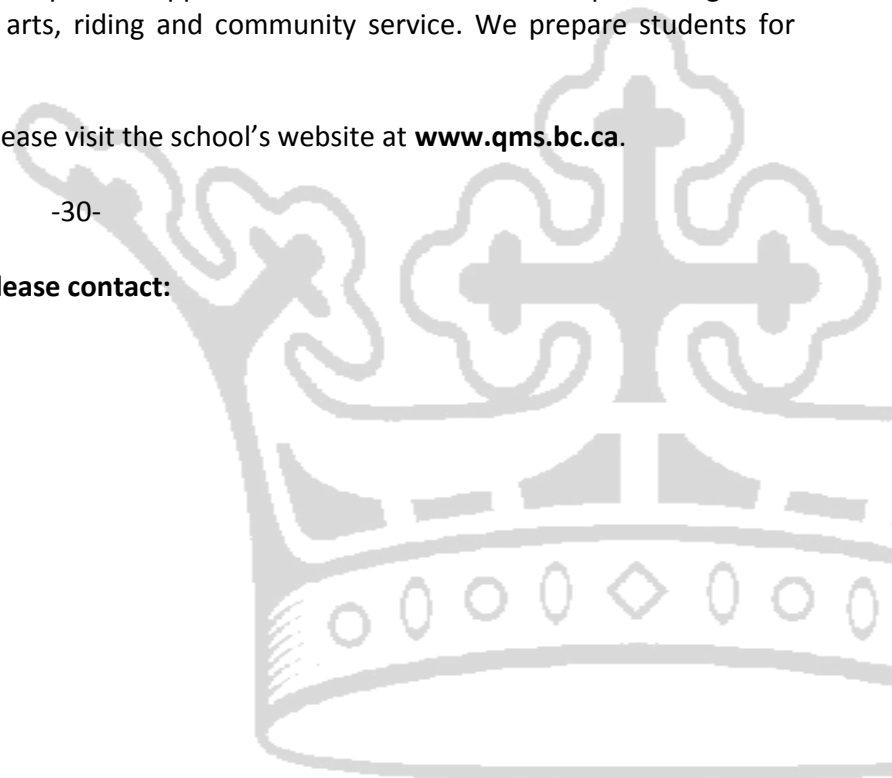 arts, riding and community service. We prepare students for
ease visit the school's website at www.qms.bc.ca.
-30-
lease contact: